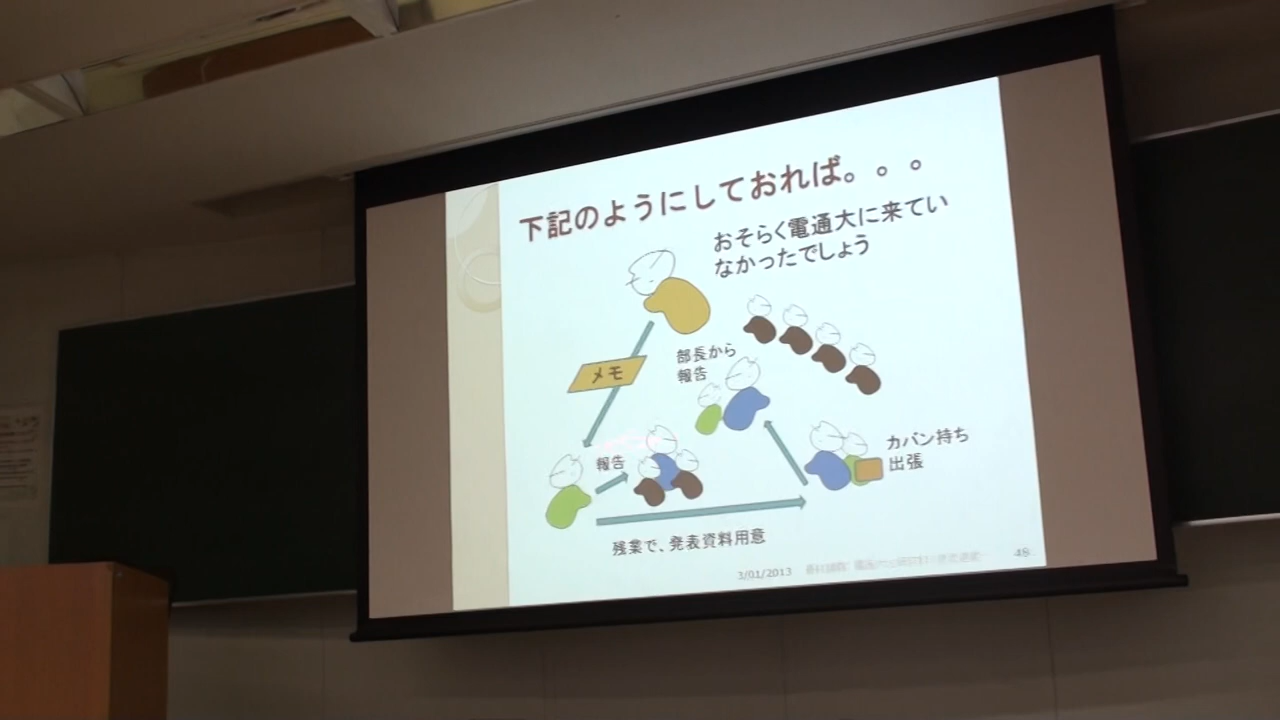 下記のようにしておれば。。。
おそらく電通大に来てい
なかったでしょう
部長から
報告
メモ
報告
カバン持ち
出張
残業で、発表資料用意
3/01/2013
48